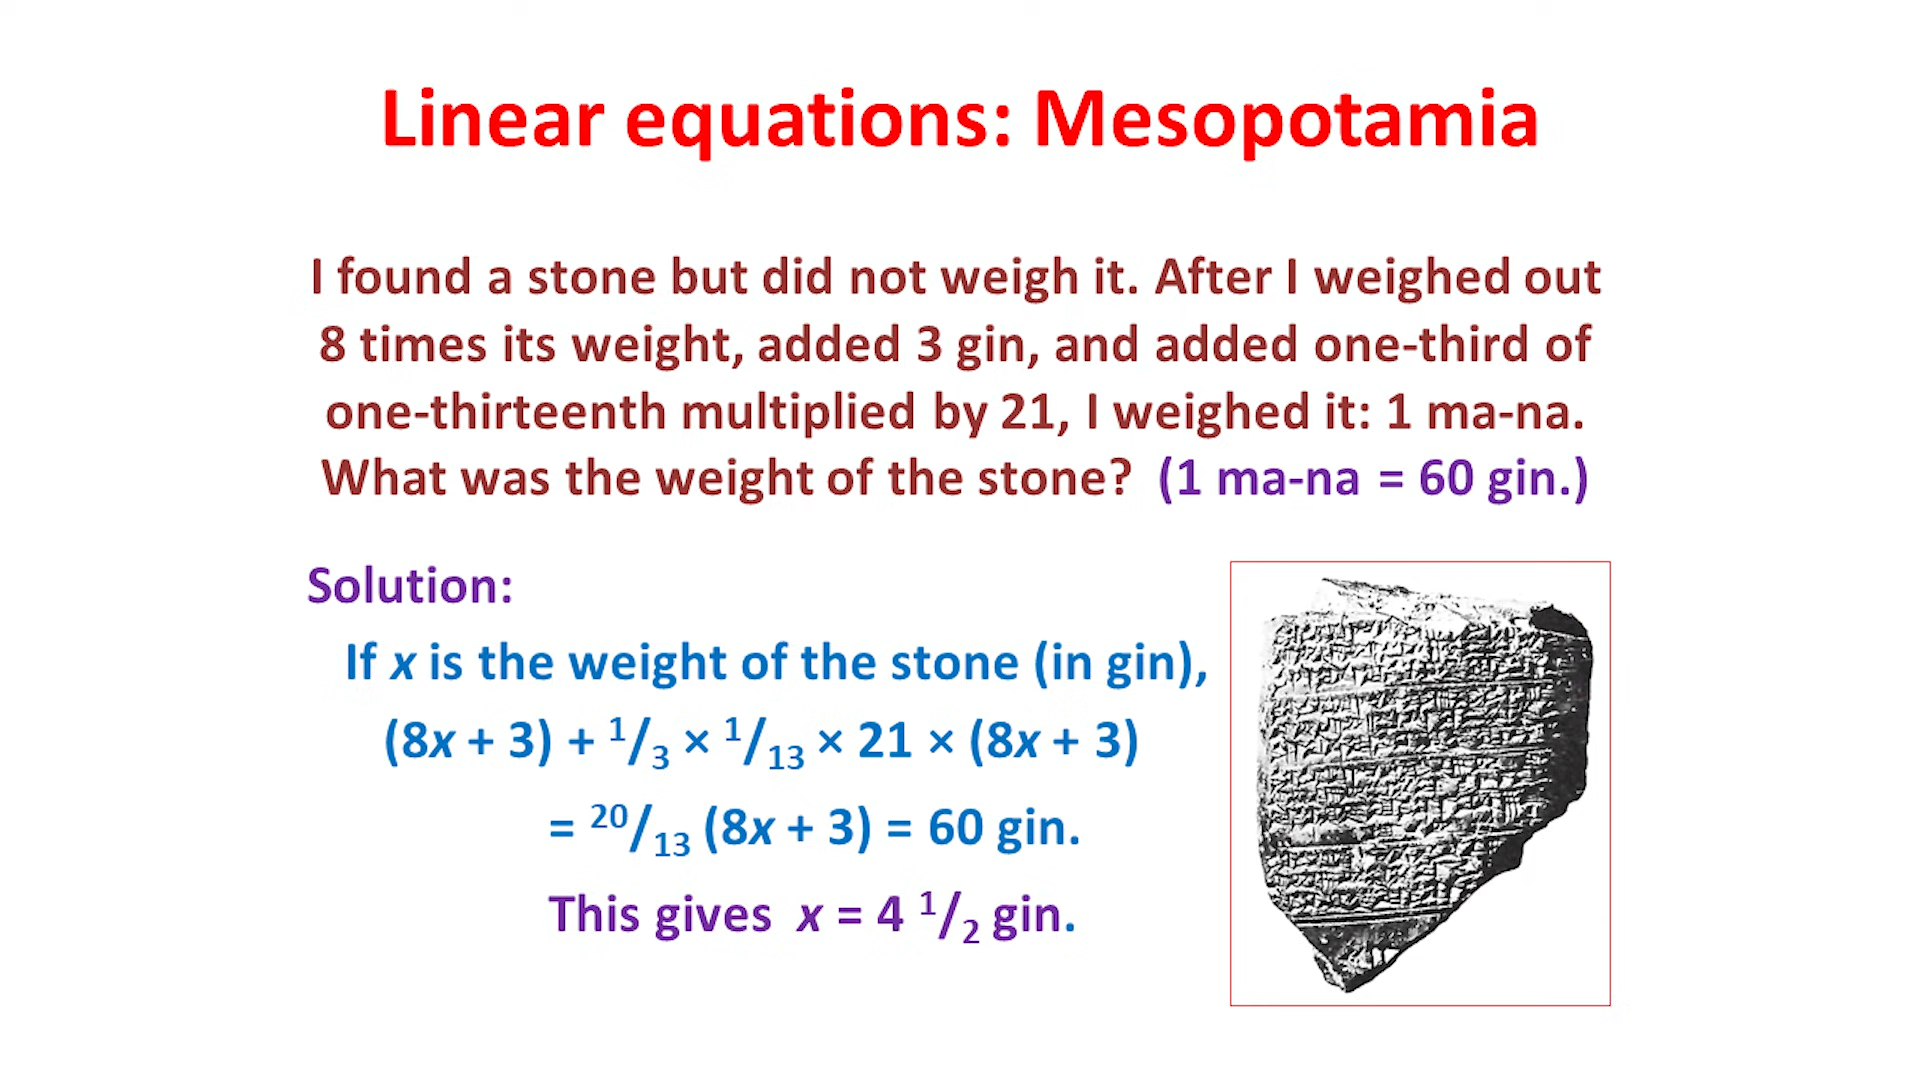 Linear equations: Mesopotamia
I found a stone but did not weigh it. After I weighed out
8 times its weight, added 3 gin, and added one-third of
one-thirteenth multiplied by 21, I weighed it: 1 ma-na.
What was the weight of the stone? (1 ma-na = 60 gin.)
Solution:
If x is the weight of the stone (in gin),
(8x + 3) + 1/3 × 1/13 × 21 × (8x + 3)
= 20/13 (8x + 3) = 60 gin.
This gives x = 4 1/2 gin.